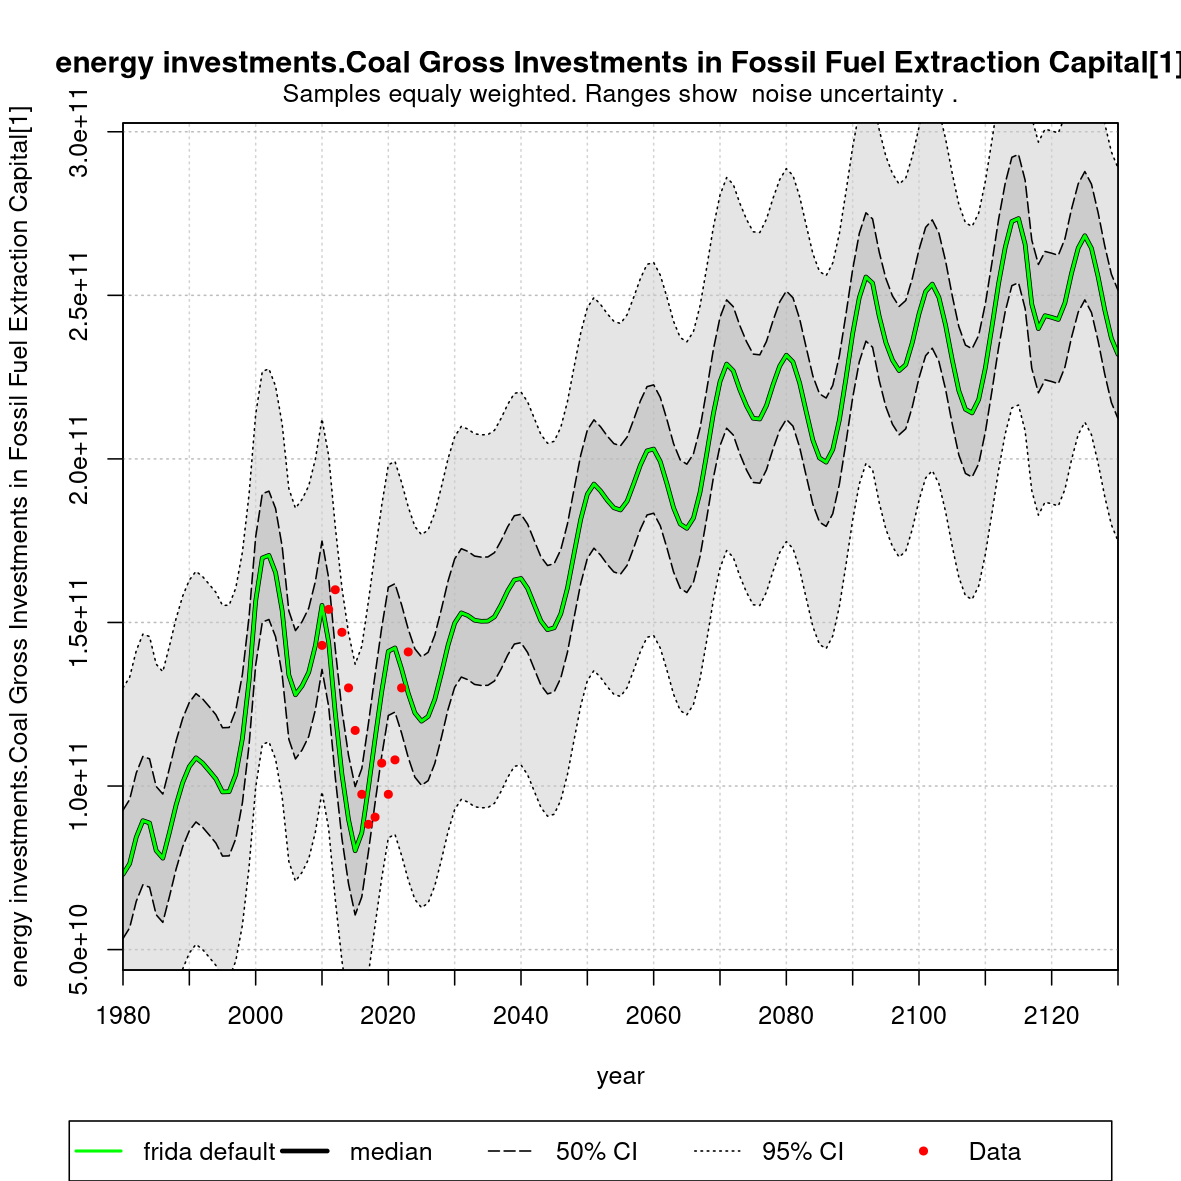 energy investments.Coal Gross Investments in Fossil Fuel Extraction Capital[1]
Samples equaly weighted. Ranges show  noise uncertainty .
energy investments.Coal Gross Investments in Fossil Fuel Extraction Capital[1]
3.0e+11
2.5e+11
2.0e+11
1.5e+11
1.0e+11
5.0e+10
1980 2000 2020 2040 2060 2080 2100 2120
year
frida default median 50% CI 95% CI Data